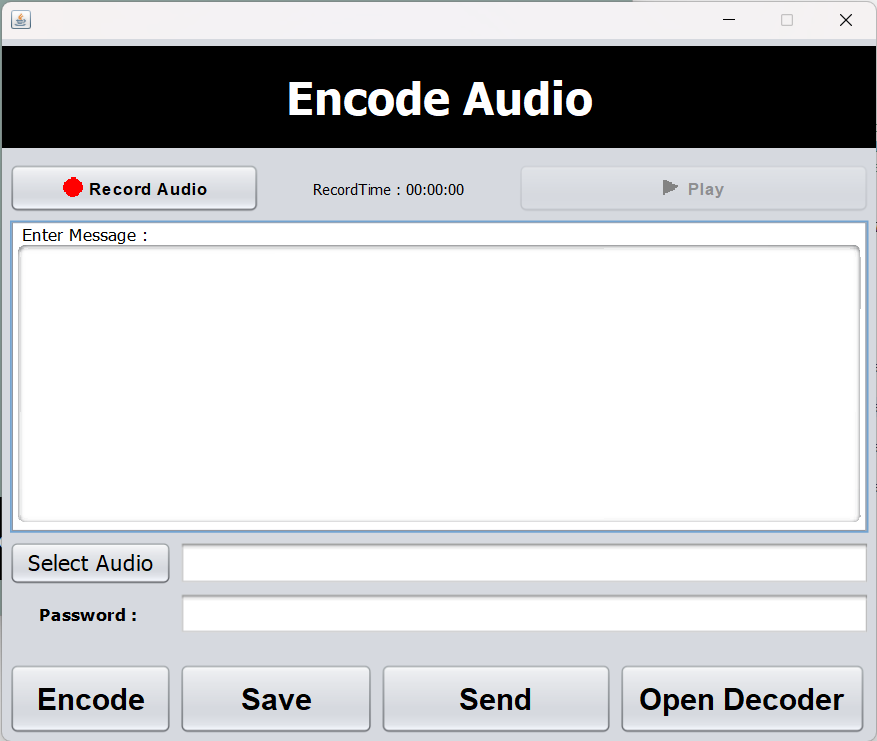 Encode Audio
Record Audio
RecordTime : 00:00:00
Play
Enter Message :
Select Audio
Password :
Encode
Save
Send
Open Decoder